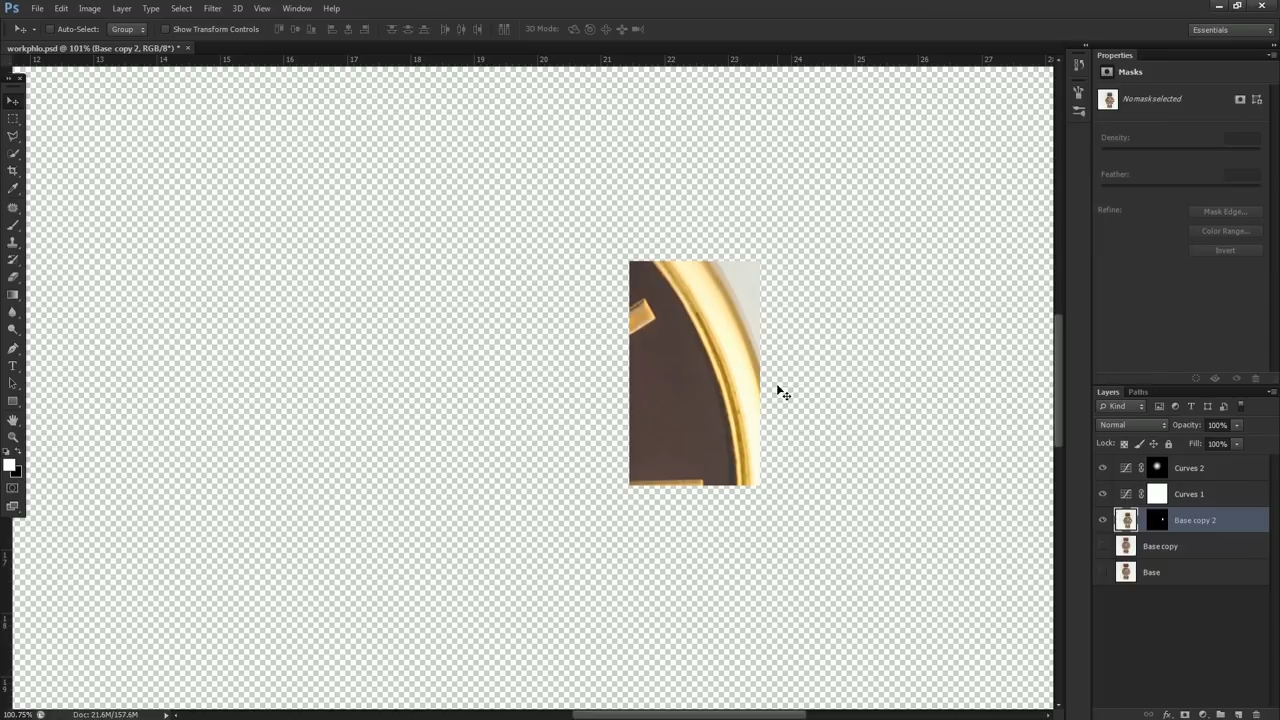 Ps File Edit Image Layer Type Select Filter 3D View Window Help
Auto-Select: Group Show Transform Controls 3D Mode: Essentials
workphlo.psd @ 101% (Base copy 2, RGB/8*) * ×
12 13 14 15 16 17 18 19 20 21 22 23 24 25 26 27
Properties
Masks
No mask selected
Density:
Feather:
Refine: Mask Edge...
Color Range...
Invert
Layers Paths
Kind
Normal Opacity: 100%
Lock: Fill: 100%
Curves 2
Curves 1
Base copy 2
Base copy
Base
17
18
19
100.75% Doc: 21.6M/157.6M